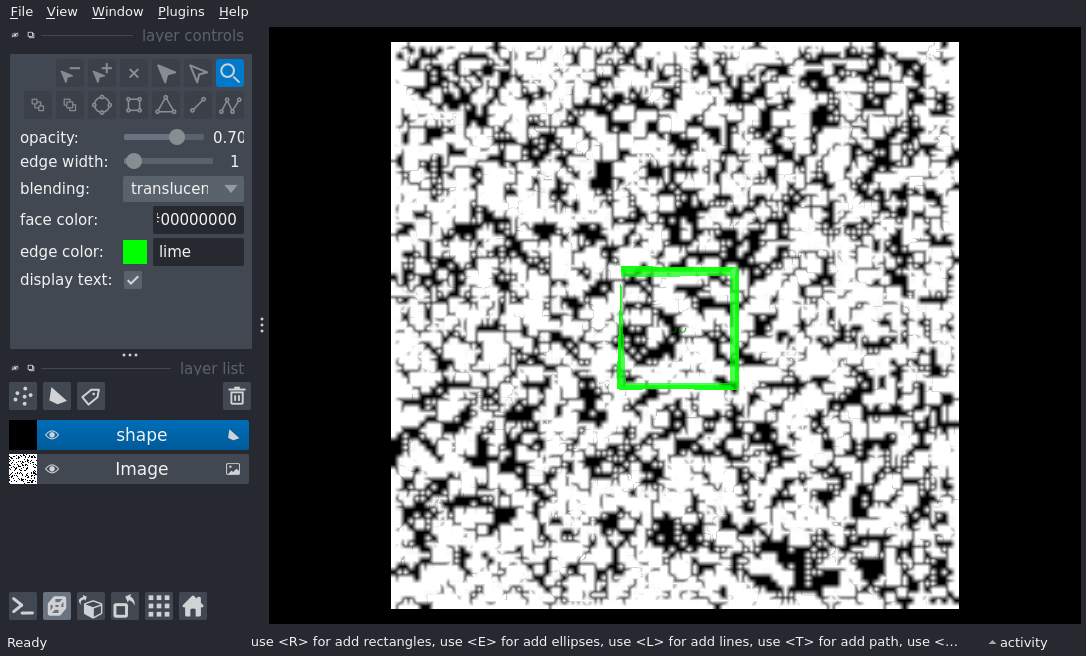 File View Window Plugins Help
layer controls
opacity: 0.70
edge width: 1
blending: translucen
face color: 00000000
edge color: lime
display text:
layer list
shape
Image
Ready use <R> for add rectangles, use <E> for add ellipses, use <L> for add lines, use <T> for add path, use <... activity